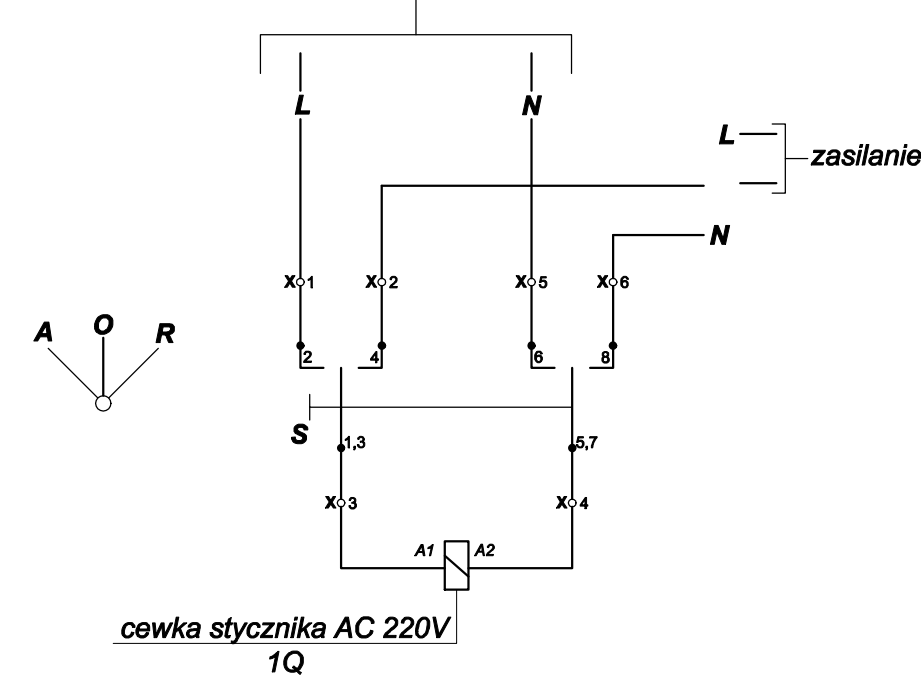 L N
L
zasilanie
N
X 1 X 2 X 5 X 6
A O R
2 4 6 8
S
1,3 5,7
X 3 X 4
A1 A2
cewka stycznika AC 220V
1Q